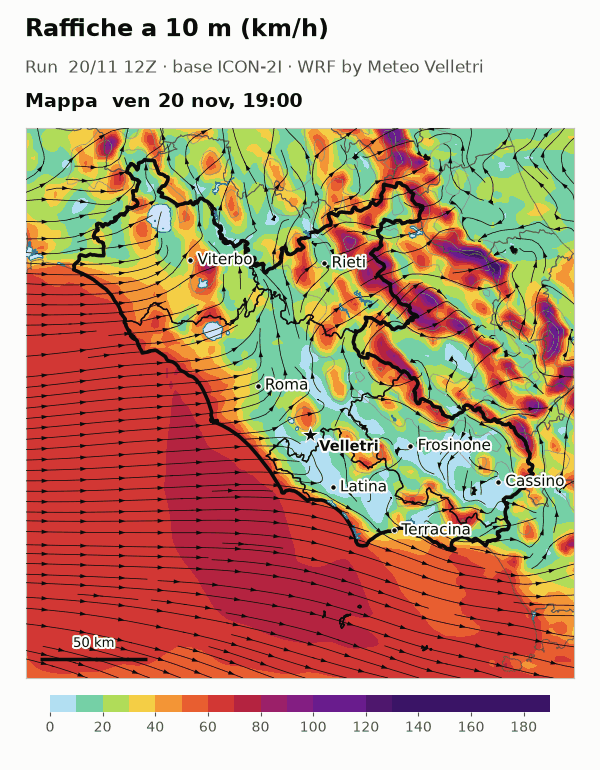 Raffiche a 10 m (km/h)
Run  20/11 12Z · base ICON-2I · WRF by Meteo Velletri
Mappa  ven 20 nov, 19:00
Viterbo
Rieti
Roma
Velletri
Frosinone
Latina
Cassino
Terracina
50 km
0 20 40 60 80 100 120 140 160 180